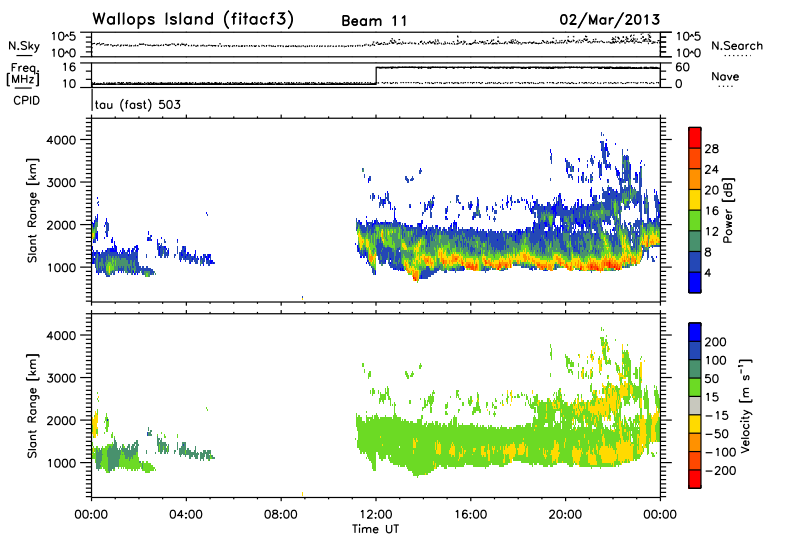 Wallops Island (fitacf3) Beam 11 02/Mar/2013
N.Sky 10^5 10^0 10^5 10^0 N.Search
Freq. [MHz] 16 10 60 0 Nave
CPID tau (fast) 503
Slant Range [km] 4000 3000 2000 1000
Power [dB] 28 24 20 16 12 8 4
Slant Range [km] 4000 3000 2000 1000
Velocity [m s⁻¹] 200 100 50 15 −15 −50 −100 −200
00:00 04:00 08:00 12:00 16:00 20:00 00:00
Time UT